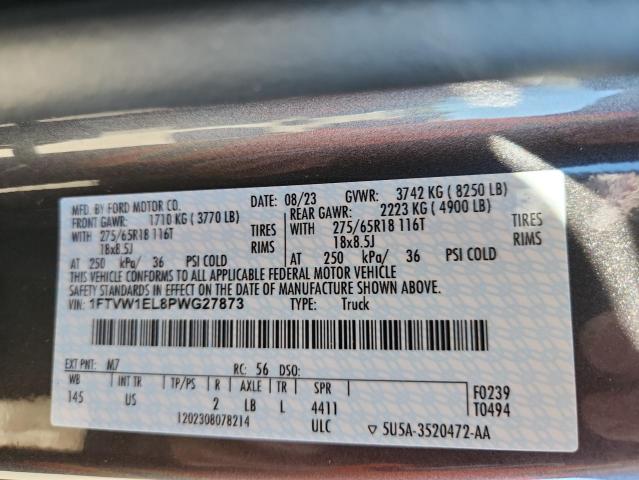 MFD. BY FORD MOTOR CO.
DATE: 08/23 GVWR: 3742 KG ( 8250 LB)
FRONT GAWR: 1710 KG ( 3770 LB) REAR GAWR: 2223 KG ( 4900 LB)
WITH 275/65R18 116T TIRES WITH 275/65R18 116T TIRES
18x8.5J RIMS 18x8.5J RIMS
AT 250 kPa/ 36 PSI COLD AT 250 kPa/ 36 PSI COLD
THIS VEHICLE CONFORMS TO ALL APPLICABLE FEDERAL MOTOR VEHICLE
SAFETY STANDARDS IN EFFECT ON THE DATE OF MANUFACTURE SHOWN ABOVE.
VIN: 1FTVW1EL8PWG27873 TYPE: Truck
EXT PNT: M7 RC: 56 DSO:
WB INT TR TP/PS R AXLE TR SPR
145 US 2 LB L 4411
F0239
T0494
1202308078214 ULC 5U5A-3520472-AA